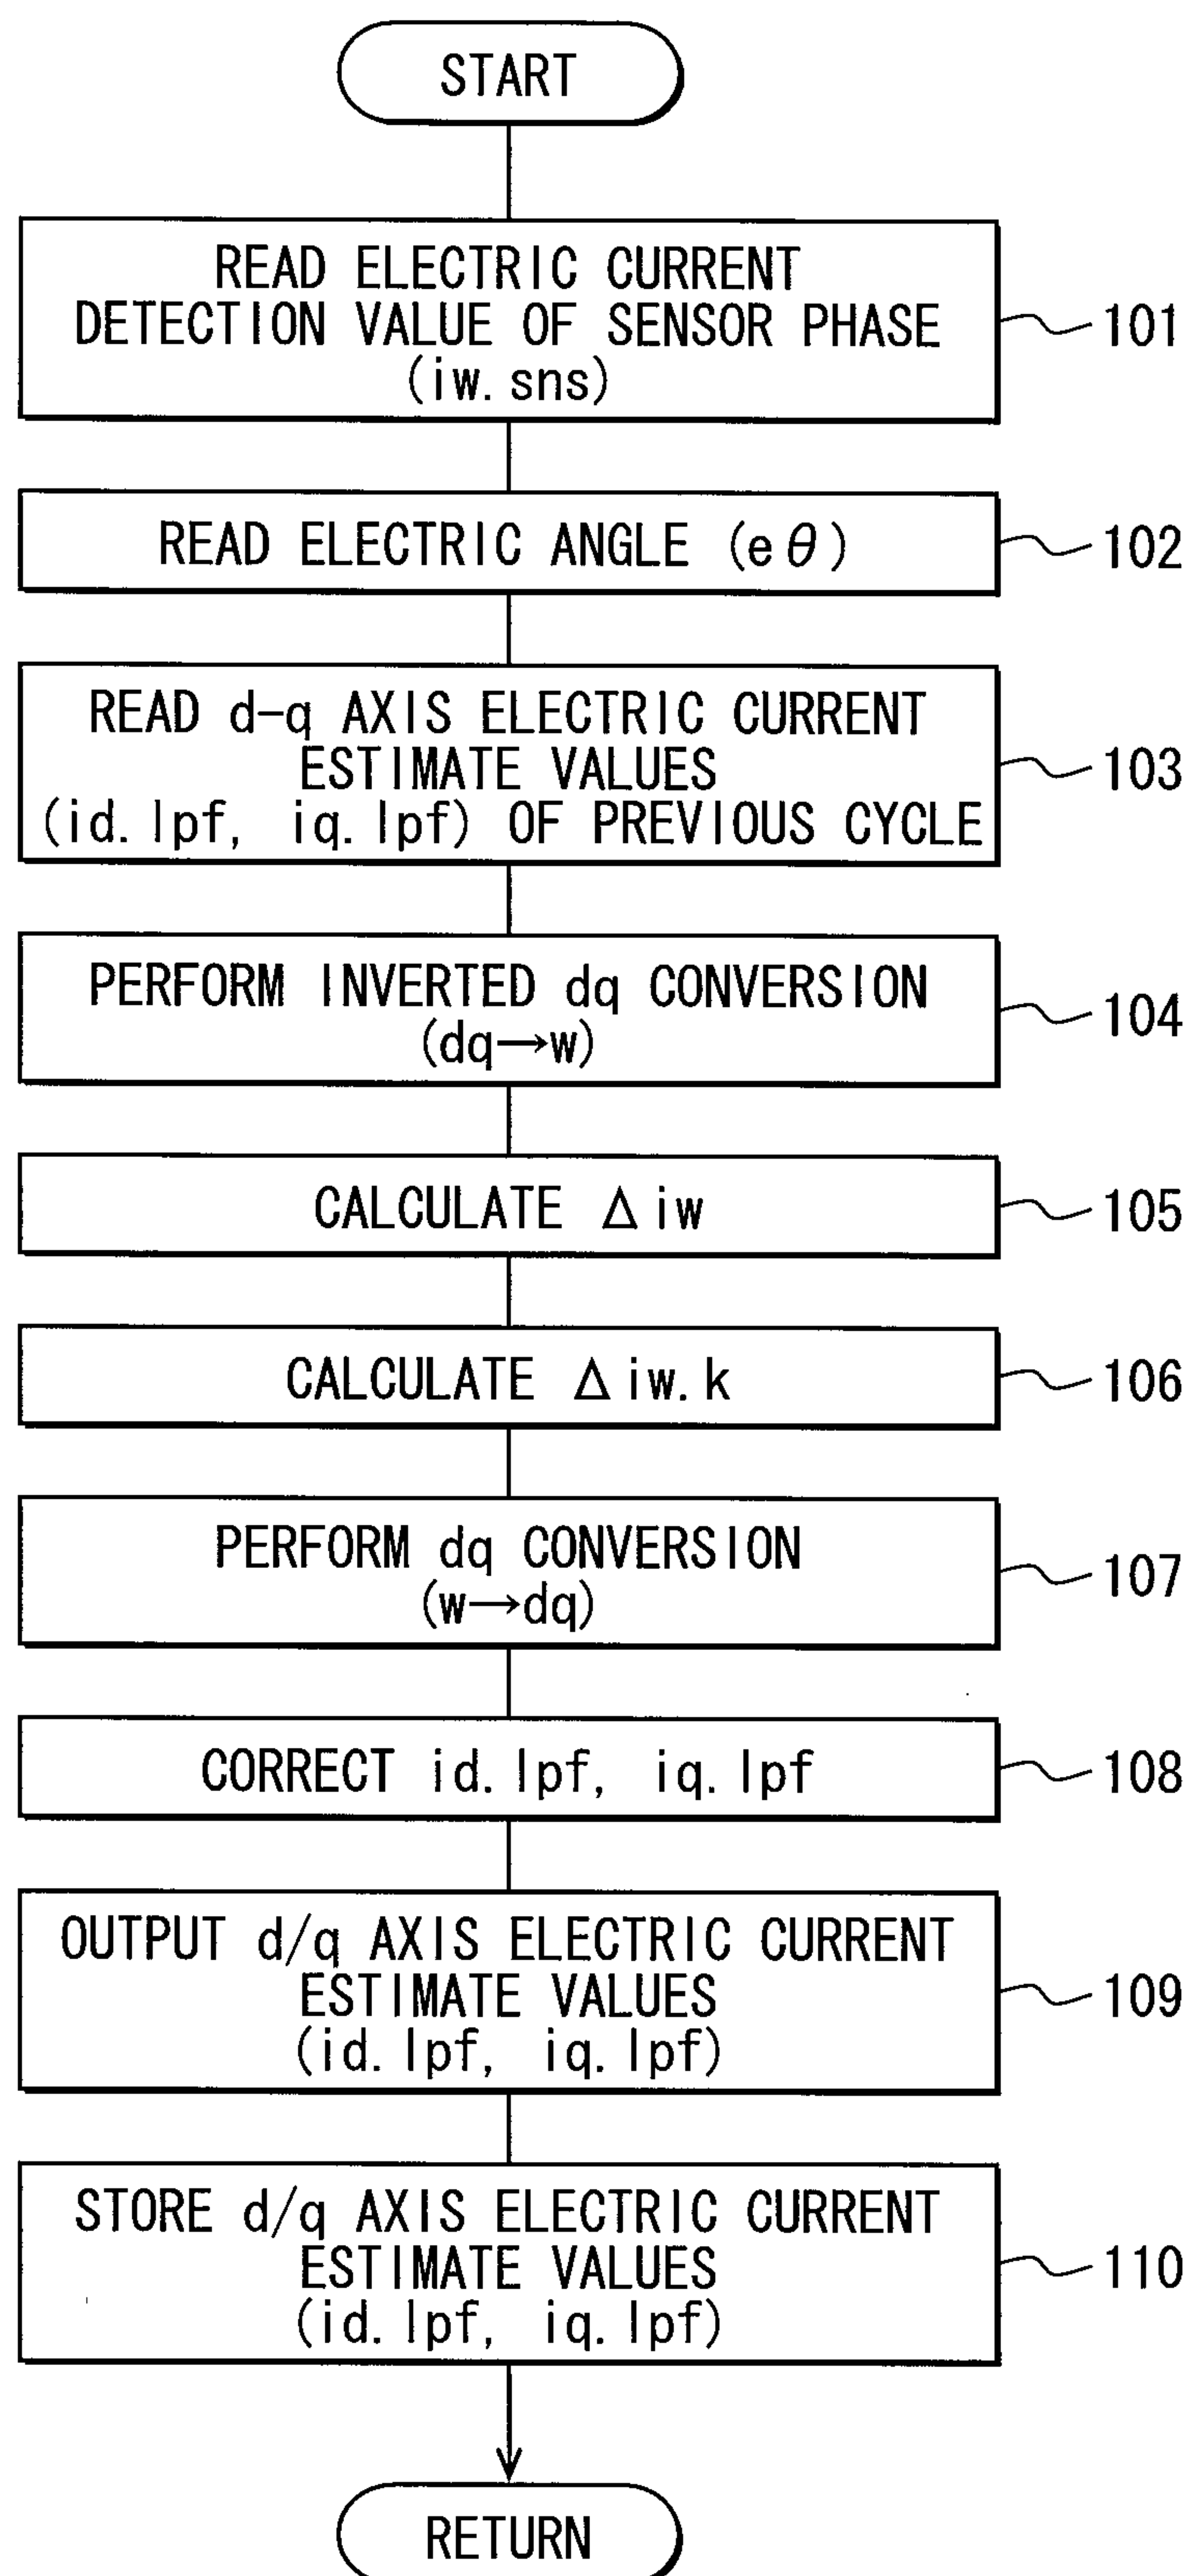 START
READ ELECTRIC CURRENT
DETECTION VALUE OF SENSOR PHASE
(iw.sns)
101
READ ELECTRIC ANGLE (eθ)
102
READ d-q AXIS ELECTRIC CURRENT
ESTIMATE VALUES
(id.lpf, iq.lpf) OF PREVIOUS CYCLE
103
PERFORM INVERTED dq CONVERSION
(dq→w)
104
CALCULATE Δiw
105
CALCULATE Δiw.k
106
PERFORM dq CONVERSION
(w→dq)
107
CORRECT id.lpf, iq.lpf
108
OUTPUT d/q AXIS ELECTRIC CURRENT
ESTIMATE VALUES
(id.lpf, iq.lpf)
109
STORE d/q AXIS ELECTRIC CURRENT
ESTIMATE VALUES
(id.lpf, iq.lpf)
110
RETURN